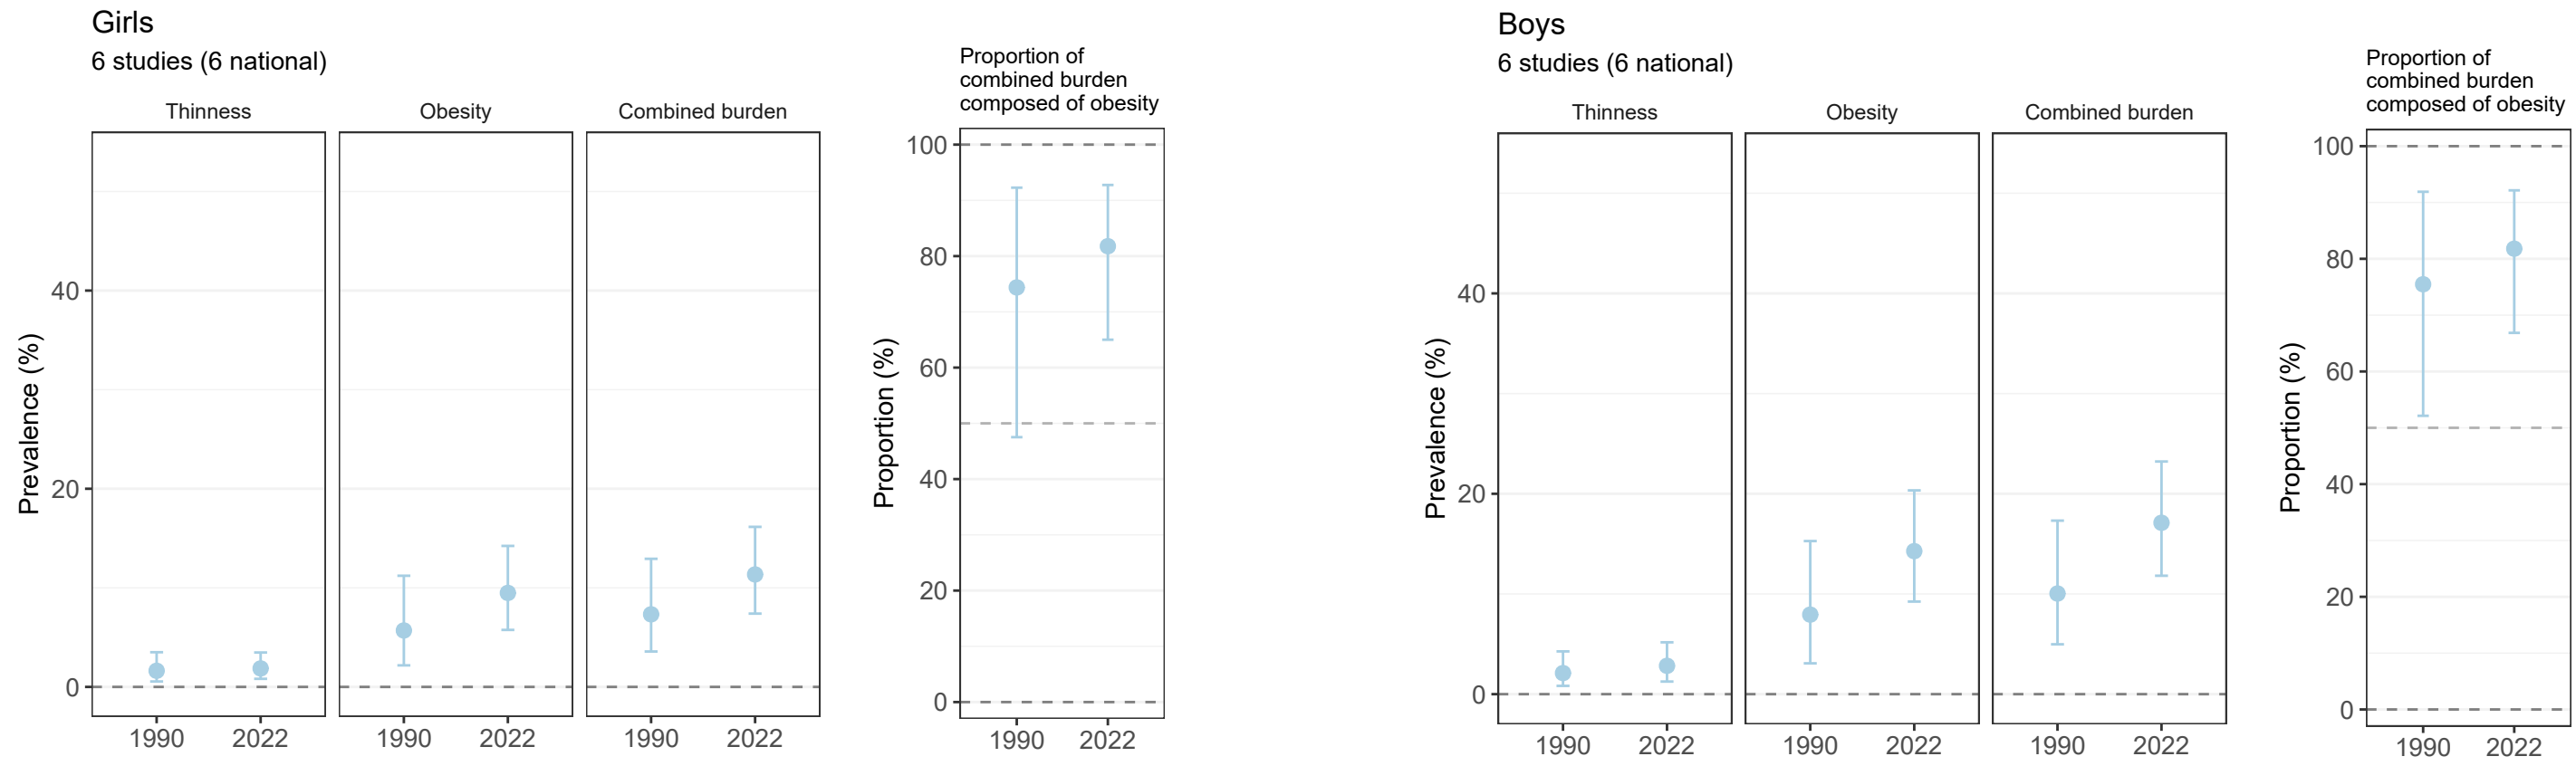 Girls
6 studies (6 national)
Thinness
Obesity
Combined burden
Prevalence (%)
40
20
0
1990 2022
1990 2022
1990 2022
Proportion of
combined burden
composed of obesity
Proportion (%)
100
80
60
40
20
0
1990 2022
Boys
6 studies (6 national)
Thinness
Obesity
Combined burden
Prevalence (%)
40
20
0
1990 2022
1990 2022
1990 2022
Proportion of
combined burden
composed of obesity
Proportion (%)
100
80
60
40
20
0
1990 2022